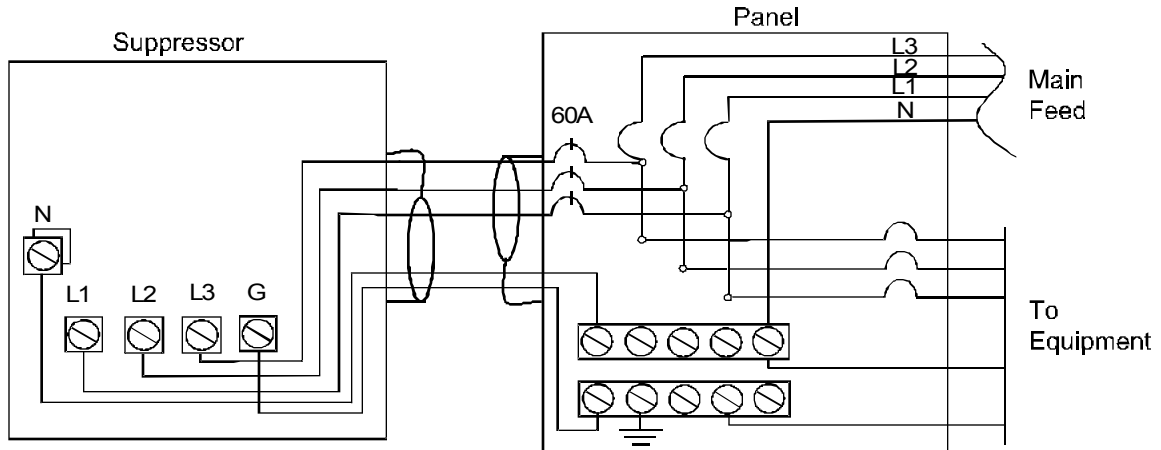 Suppressor
Panel
L3
L2
L1
N
Main
Feed
60A
N
L1
L2
L3
G
To
Equipment